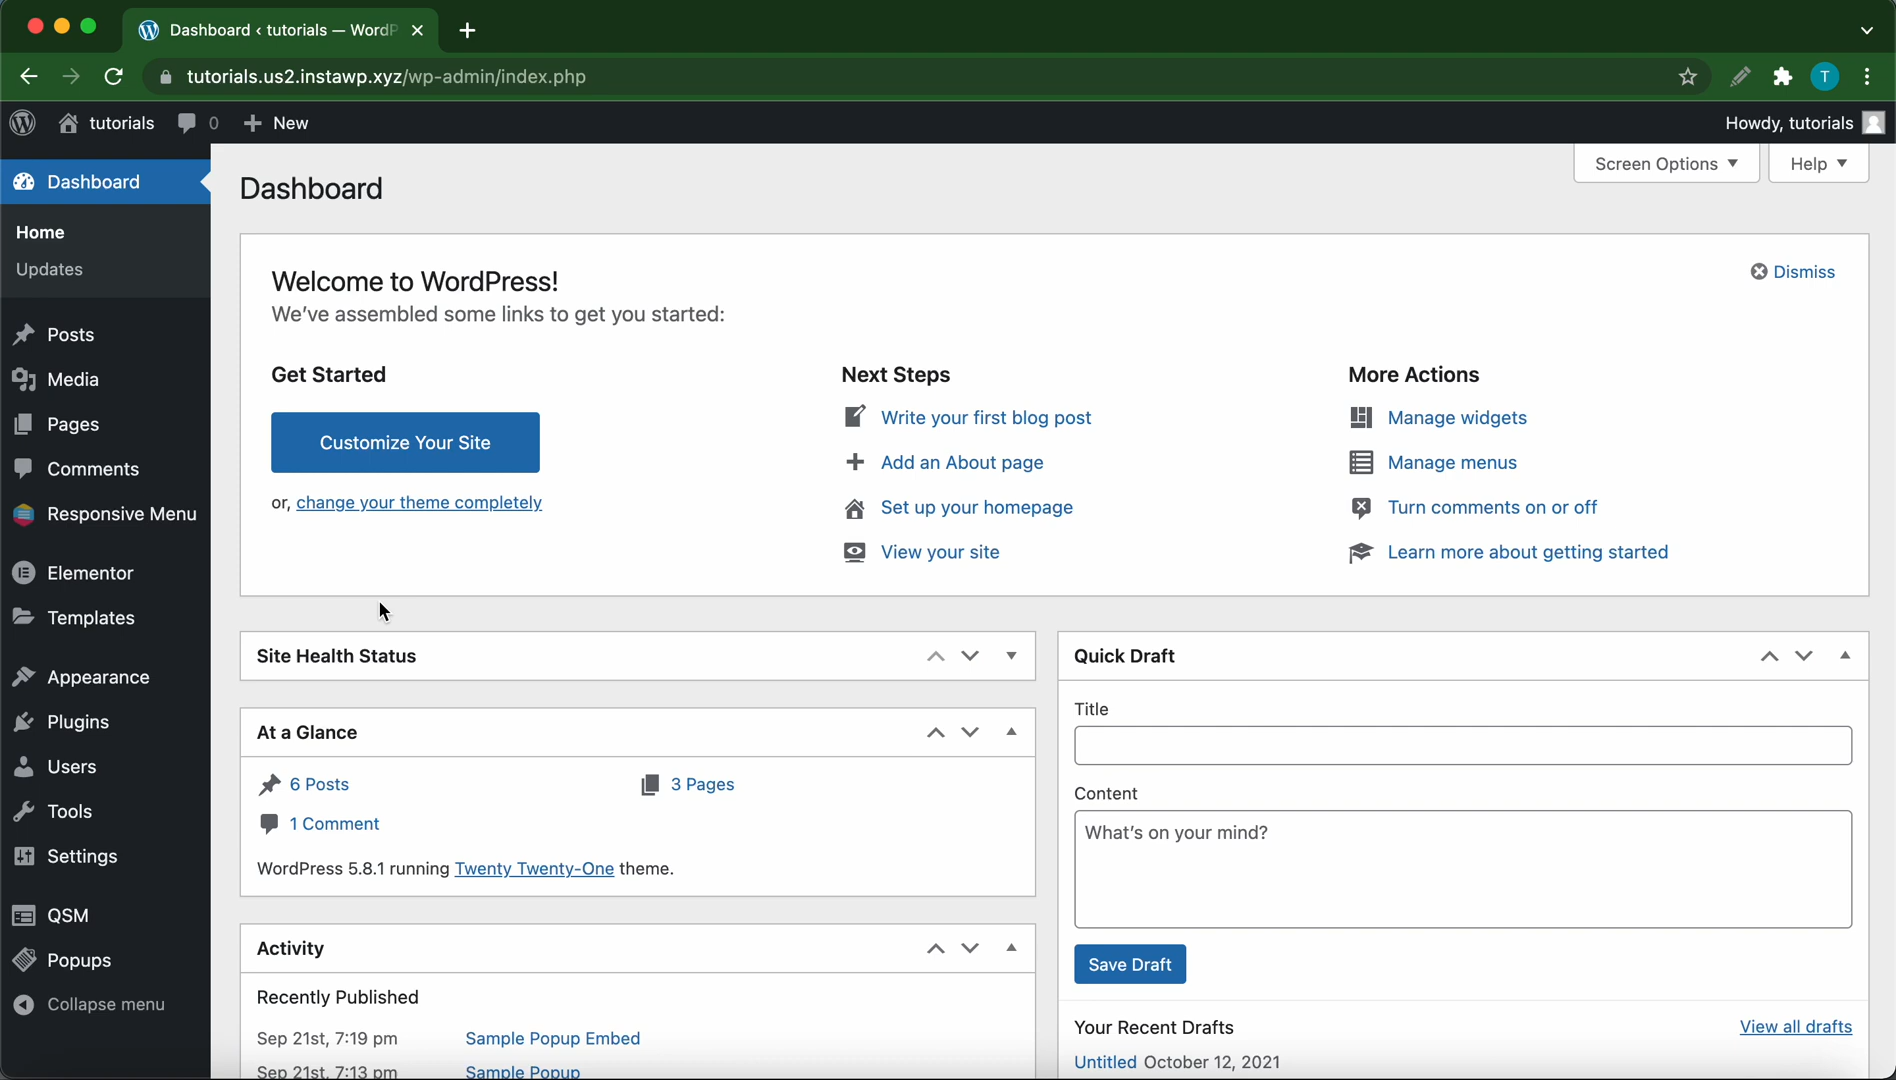 Dashboard ‹ tutorials — WordP
tutorials.us2.instawp.xyz/wp-admin/index.php
T
tutorials
0
New
Howdy, tutorials
Screen Options
Help
Dashboard
Home
Updates
Posts
Media
Pages
Comments
Responsive Menu
Elementor
Templates
Appearance
Plugins
Users
Tools
Settings
QSM
Popups
Collapse menu
Dashboard
Welcome to WordPress!
Dismiss
We've assembled some links to get you started:
Get Started
Customize Your Site
or, change your theme completely
Next Steps
Write your first blog post
Add an About page
Set up your homepage
View your site
More Actions
Manage widgets
Manage menus
Turn comments on or off
Learn more about getting started
Site Health Status
At a Glance
6 Posts
3 Pages
1 Comment
WordPress 5.8.1 running Twenty Twenty-One theme.
Activity
Recently Published
Sep 21st, 7:19 pm Sample Popup Embed
Sep 21st, 7:13 pm Sample Popup
Quick Draft
Title
Content
What's on your mind?
Save Draft
Your Recent Drafts
View all drafts
Untitled October 12, 2021